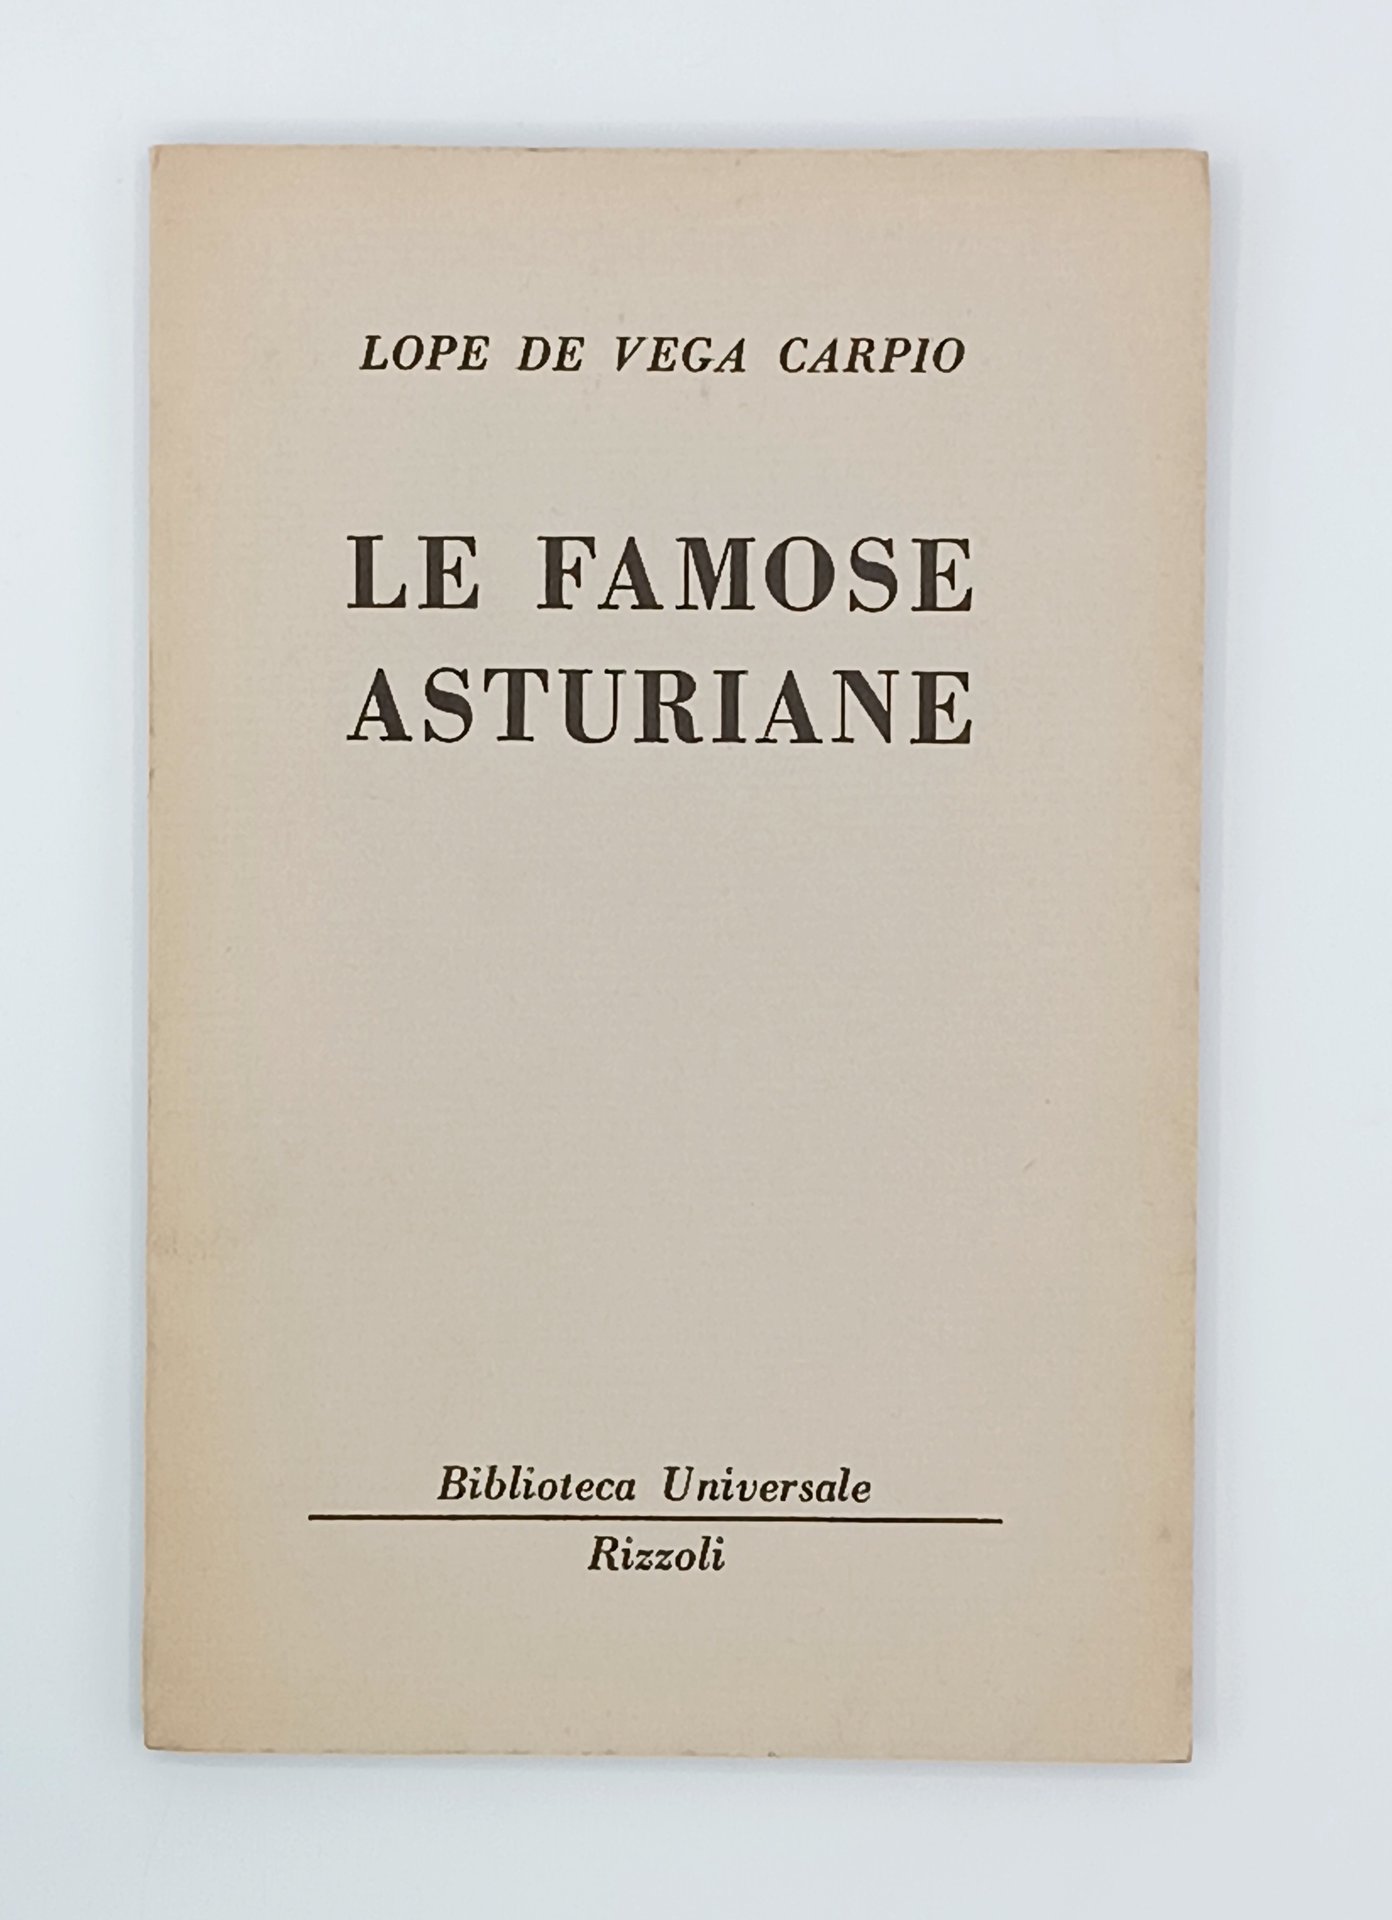 LOPE DE VEGA CARPIO
LE FAMOSE
ASTURIANE
Biblioteca Universale
Rizzoli